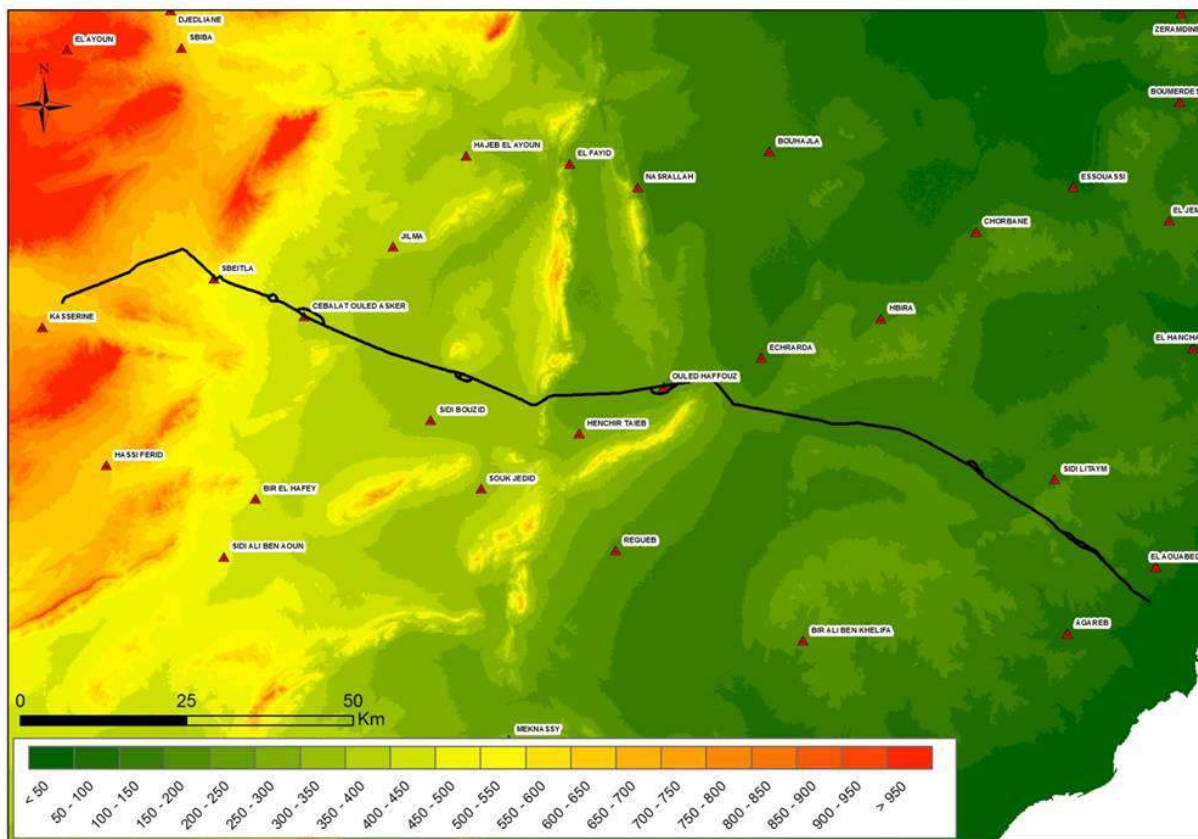 DJEDLIANE
EL AYOUN
SBIBA
ZERAMDINE
N
BOUMERDES
HAJEB EL AYOUN
EL FAYID
BOUHAJLA
NASRALLAH
ESSOUASSI
EL JEM
CHORBANE
JILMA
SBEITLA
CEBALAT OULED ASKER
HBIRA
KASSERINE
EL HANCHA
ECHRARDA
OULED HAFFOUZ
SIDI BOUZID
HENCHIR TAIEB
HASSI FERID
SIDI LITAYM
BIR EL HAFEY
SOUK JEDID
SIDI ALI BEN AOUN
REGUEB
EL AOUABED
AGAREB
BIR ALI BEN KHELIFA
0 25 50
Km
MEKNASSY
< 50
50 - 100
100 - 150
150 - 200
200 - 250
250 - 300
300 - 350
350 - 400
400 - 450
450 - 500
500 - 550
550 - 600
600 - 650
650 - 700
700 - 750
750 - 800
800 - 850
850 - 900
900 - 950
> 950